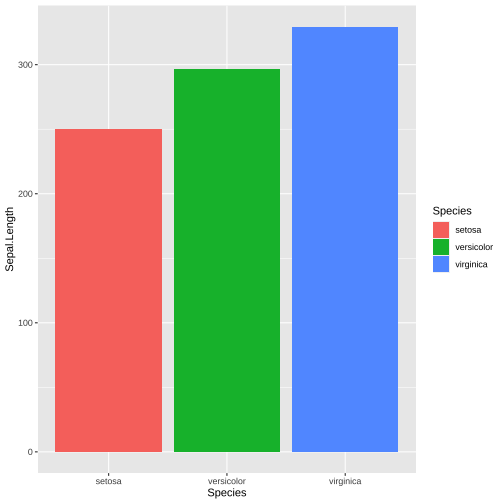 300
200
100
0
Sepal.Length
setosa versicolor virginica
Species
Species
setosa
versicolor
virginica